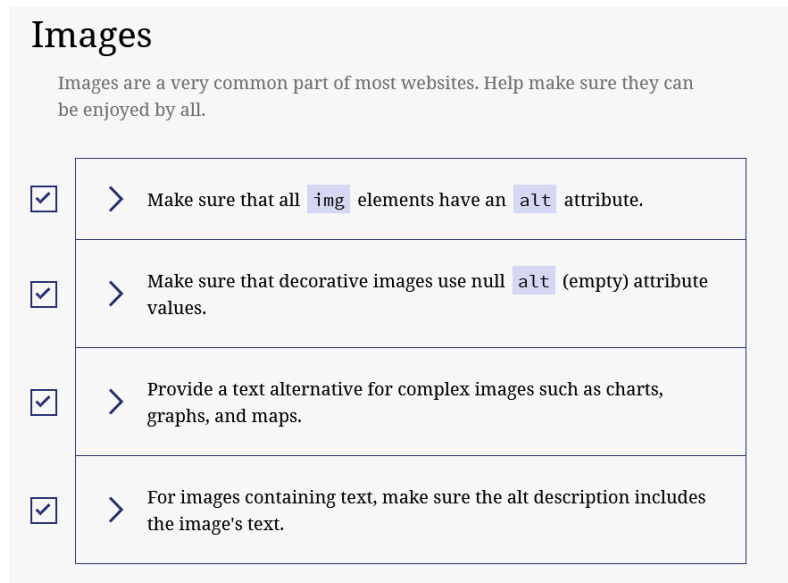 Images
Images are a very common part of most websites. Help make sure they can
be enjoyed by all.
Make sure that all img elements have an alt attribute.
Make sure that decorative images use null alt (empty) attribute
values.
Provide a text alternative for complex images such as charts,
graphs, and maps.
For images containing text, make sure the alt description includes
the image's text.